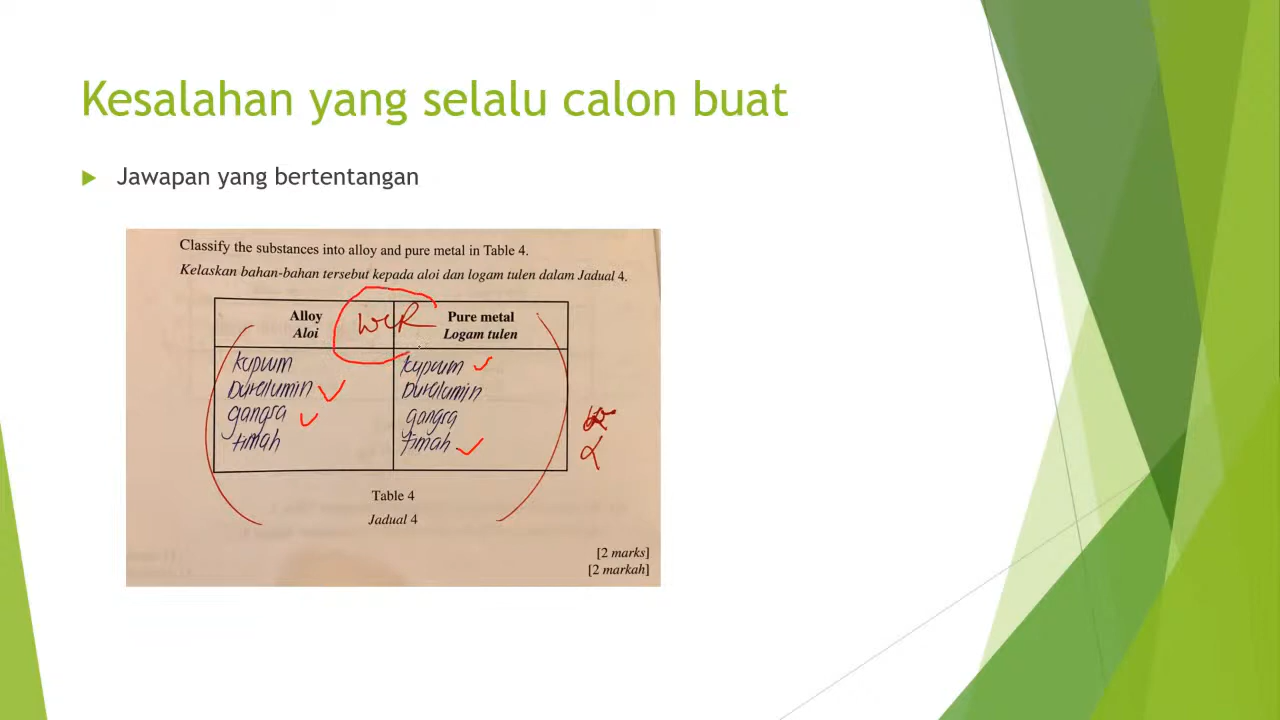 Kesalahan yang selalu calon buat
Jawapan yang bertentangan
Classify the substances into alloy and pure metal in Table 4.
Kelaskan bahan-bahan tersebut kepada aloi dan logam tulen dalam Jadual 4.
Alloy
Aloi
WCR
Pure metal
Logam tulen
kuprum
Duralumin
gangsa
timah
kuprum
Duralumin
gangsa
timah
Table 4
Jadual 4
[2 marks]
[2 markah]